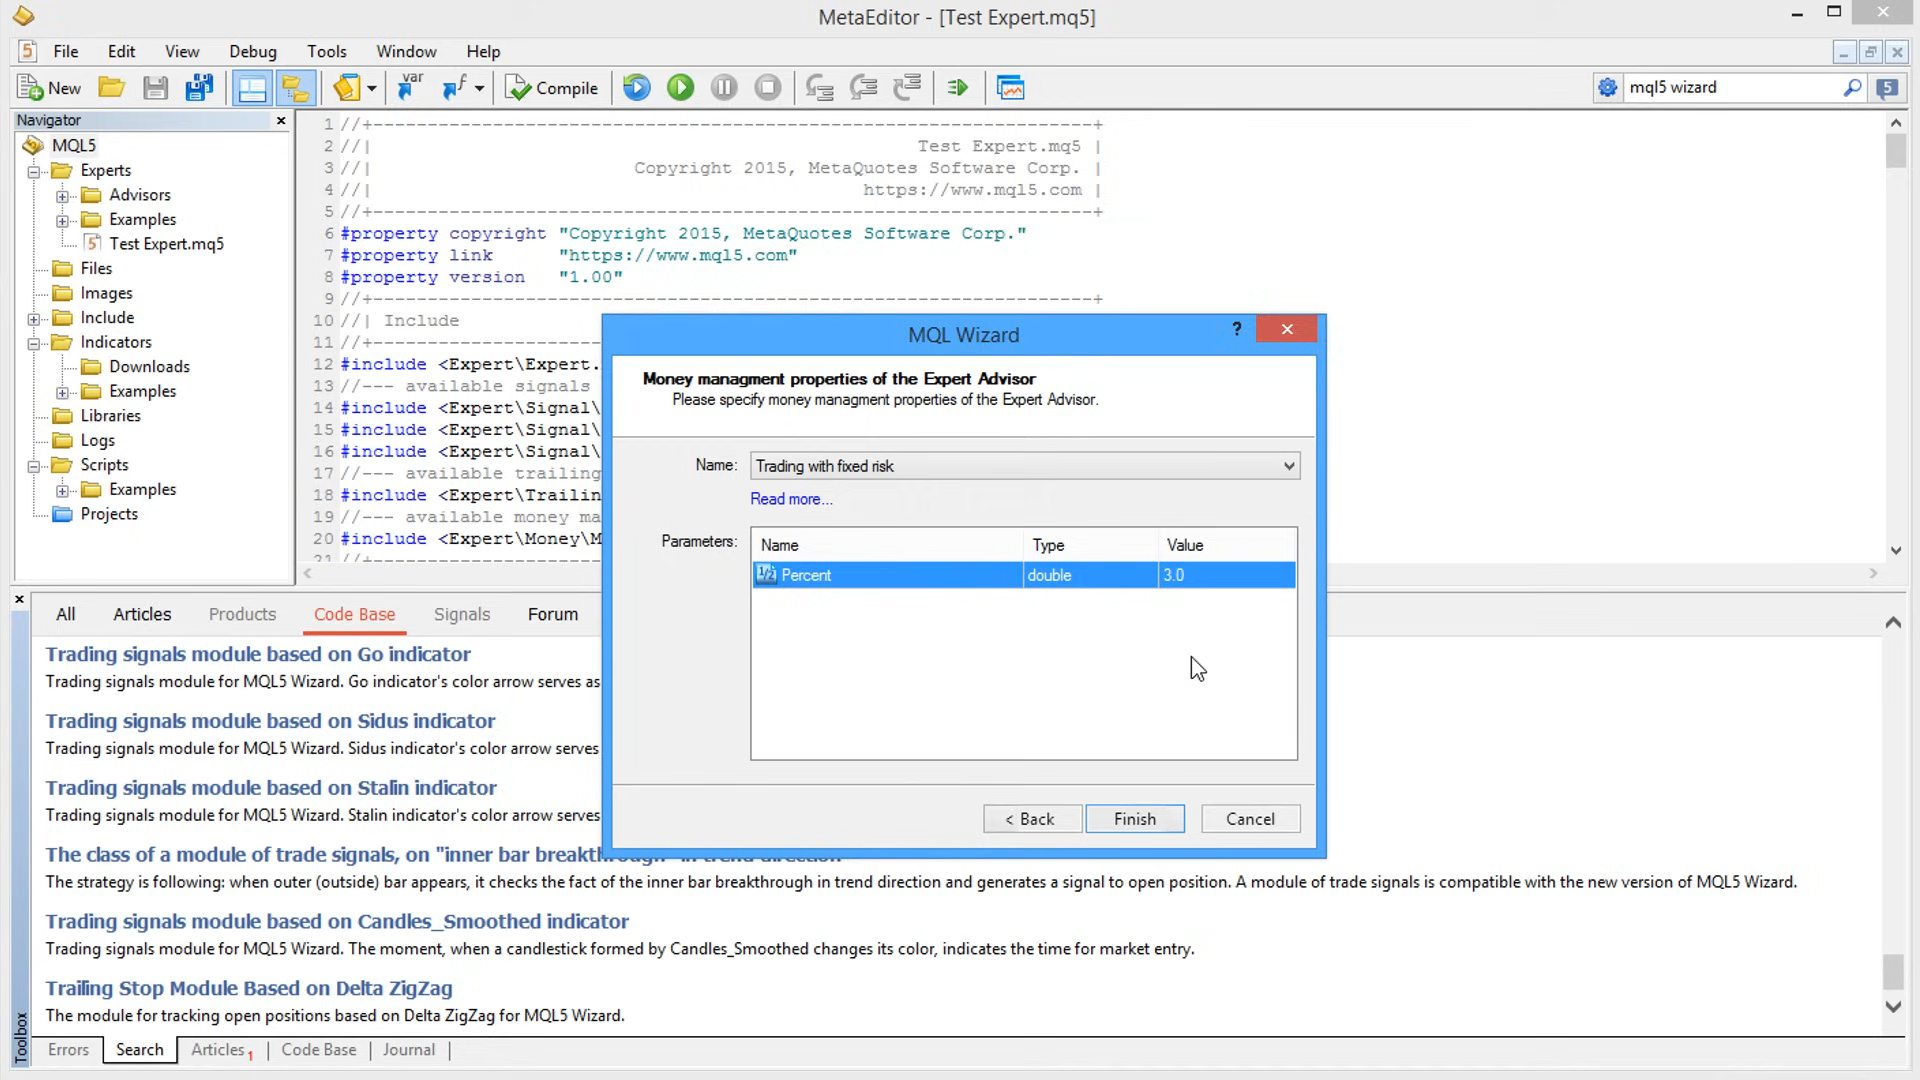 MetaEditor - [Test Expert.mq5]
5 File Edit View Debug Tools Window Help
New var Compile mql5 wizard 5
Navigator
MQL5
Experts
Advisors
Examples
5 Test Expert.mq5
Files
Images
Include
Indicators
Downloads
Examples
Libraries
Logs
Scripts
Examples
Projects
1 //+------------------------------------------------------------------+
2 //| Test Expert.mq5 |
3 //| Copyright 2015, MetaQuotes Software Corp. |
4 //| https://www.mql5.com |
5 //+------------------------------------------------------------------+
6 #property copyright "Copyright 2015, MetaQuotes Software Corp."
7 #property link "https://www.mql5.com"
8 #property version "1.00"
9 //+------------------------------------------------------------------+
10 //| Include
11 //+---------------------
12 #include <Expert\Expert.
13 //--- available signals
14 #include <Expert\Signal\
15 #include <Expert\Signal\
16 #include <Expert\Signal\
17 //--- available trailing
18 #include <Expert\Trailin
19 //--- available money ma
20 #include <Expert\Money\M
21 //+---------------------
MQL Wizard ?
Money managment properties of the Expert Advisor
Please specify money managment properties of the Expert Advisor.
Name: Trading with fixed risk
Read more...
Parameters: Name Type Value
1/2 Percent double 3.0
< Back Finish Cancel
All Articles Products Code Base Signals Forum
Trading signals module based on Go indicator
Trading signals module for MQL5 Wizard. Go indicator's color arrow serves as
Trading signals module based on Sidus indicator
Trading signals module for MQL5 Wizard. Sidus indicator's color arrow serves
Trading signals module based on Stalin indicator
Trading signals module for MQL5 Wizard. Stalin indicator's color arrow serves
The class of a module of trade signals, on "inner bar breakthrough" in trend direction
The strategy is following: when outer (outside) bar appears, it checks the fact of the inner bar breakthrough in trend direction and generates a signal to open position. A module of trade signals is compatible with the new version of MQL5 Wizard.
Trading signals module based on Candles_Smoothed indicator
Trading signals module for MQL5 Wizard. The moment, when a candlestick formed by Candles_Smoothed changes its color, indicates the time for market entry.
Trailing Stop Module Based on Delta ZigZag
The module for tracking open positions based on Delta ZigZag for MQL5 Wizard.
Toolbox
Errors Search Articles 1 Code Base Journal